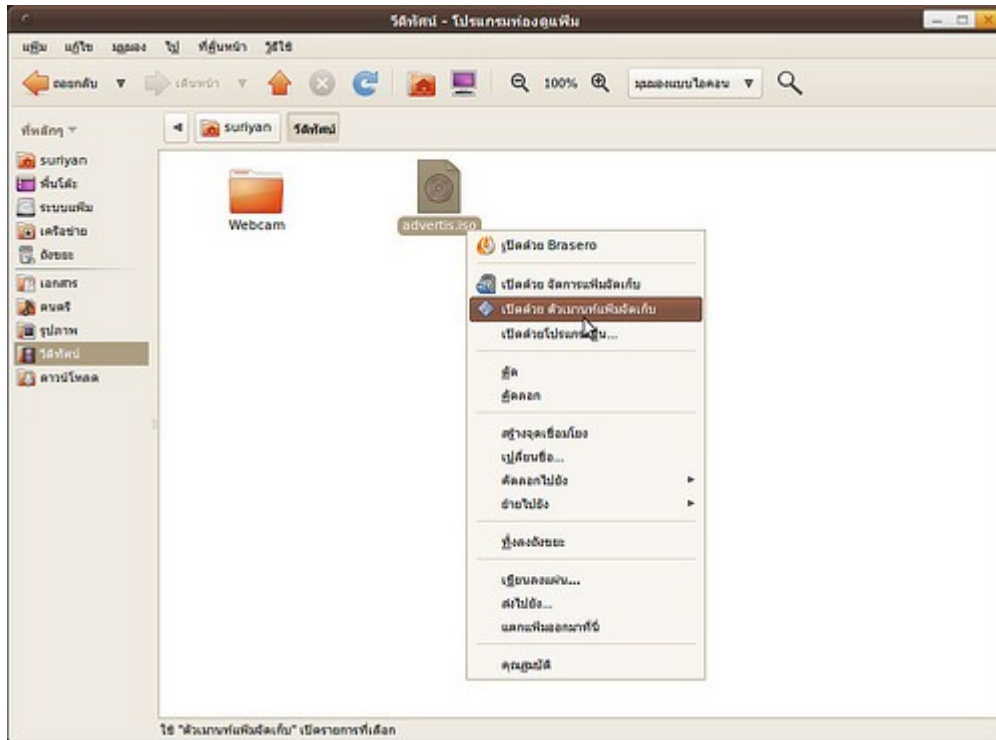 วีดิทัศน์ - โปรแกรมท่องดูแฟ้ม
แฟ้ม แก้ไข มุมมอง ไป ที่คั่นหน้า วิธีใช้
ถอยกลับ เดินหน้า 100% มุมมองแบบไอคอน
ที่หลักๆ suriyan วีดิทัศน์
suriyan
พื้นโต๊ะ
ระบบแฟ้ม
เครือข่าย
ถังขยะ
เอกสาร
ดนตรี
รูปภาพ
วีดิทัศน์
ดาวน์โหลด
Webcam
advertis.iso
เปิดด้วย Brasero
เปิดด้วย จัดการแฟ้มจัดเก็บ
เปิดด้วย ตัวเมานท์แฟ้มจัดเก็บ
เปิดด้วยโปรแกรมอื่น...
ตัด
คัดลอก
สร้างจุดเชื่อมโยง
เปลี่ยนชื่อ...
คัดลอกไปยัง
ย้ายไปยัง
ทิ้งลงถังขยะ
เขียนลงแผ่น...
ส่งไปยัง...
แตกแฟ้มออกมาที่นี่
คุณสมบัติ
ใช้ "ตัวเมานท์แฟ้มจัดเก็บ" เปิดรายการที่เลือก